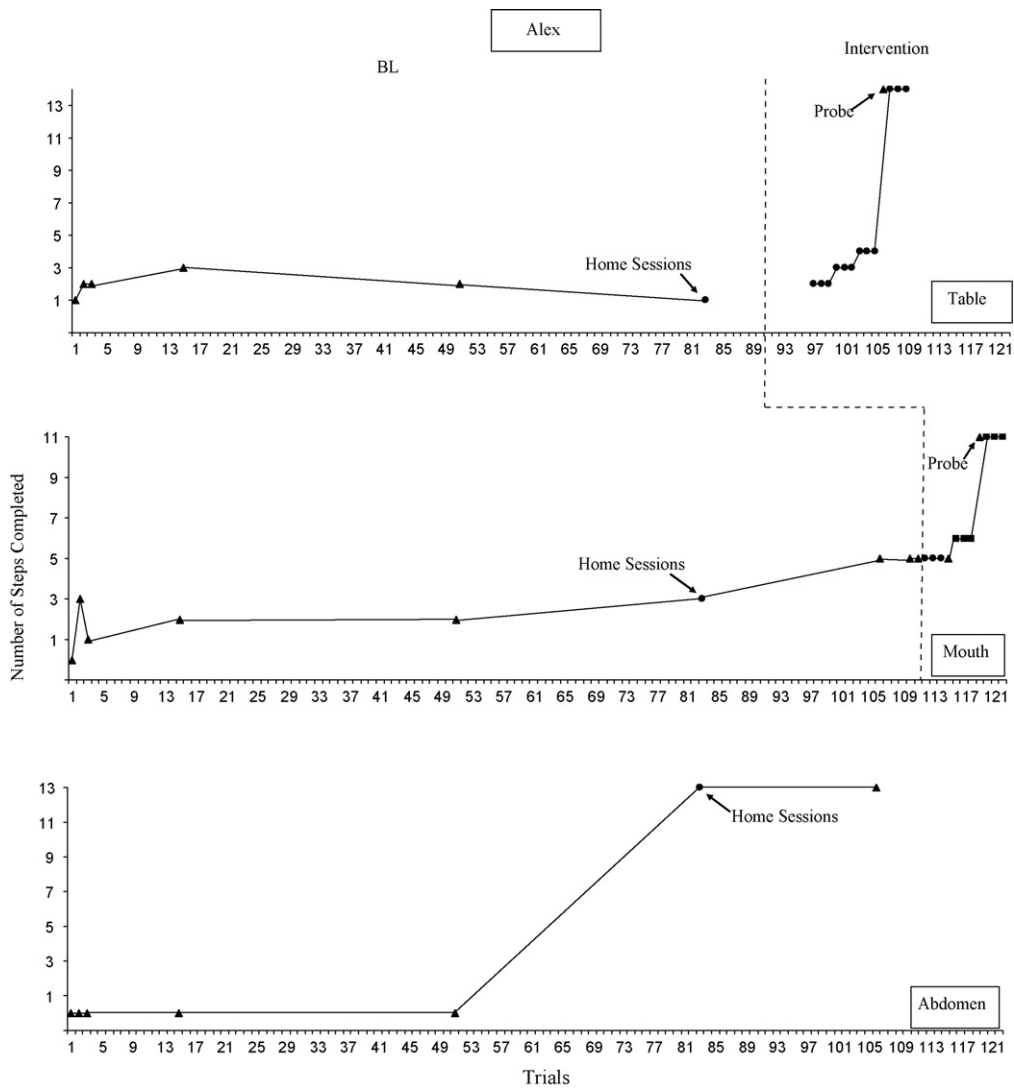 Alex
Intervention
BL
13
Probe
11
9
7
5
Home Sessions
3
1
Table
1 5 9 13 17 21 25 29 33 37 41 45 49 53 57 61 65 69 73 77 81 85 89 93 97 101 105 109 113 117 121
Number of Steps Completed
11
9
Probe
7
5
Home Sessions
3
1
Mouth
1 5 9 13 17 21 25 29 33 37 41 45 49 53 57 61 65 69 73 77 81 85 89 93 97 101 105 109 113 117 121
13
Home Sessions
11
9
7
5
3
1
Abdomen
1 5 9 13 17 21 25 29 33 37 41 45 49 53 57 61 65 69 73 77 81 85 89 93 97 101 105 109 113 117 121
Trials